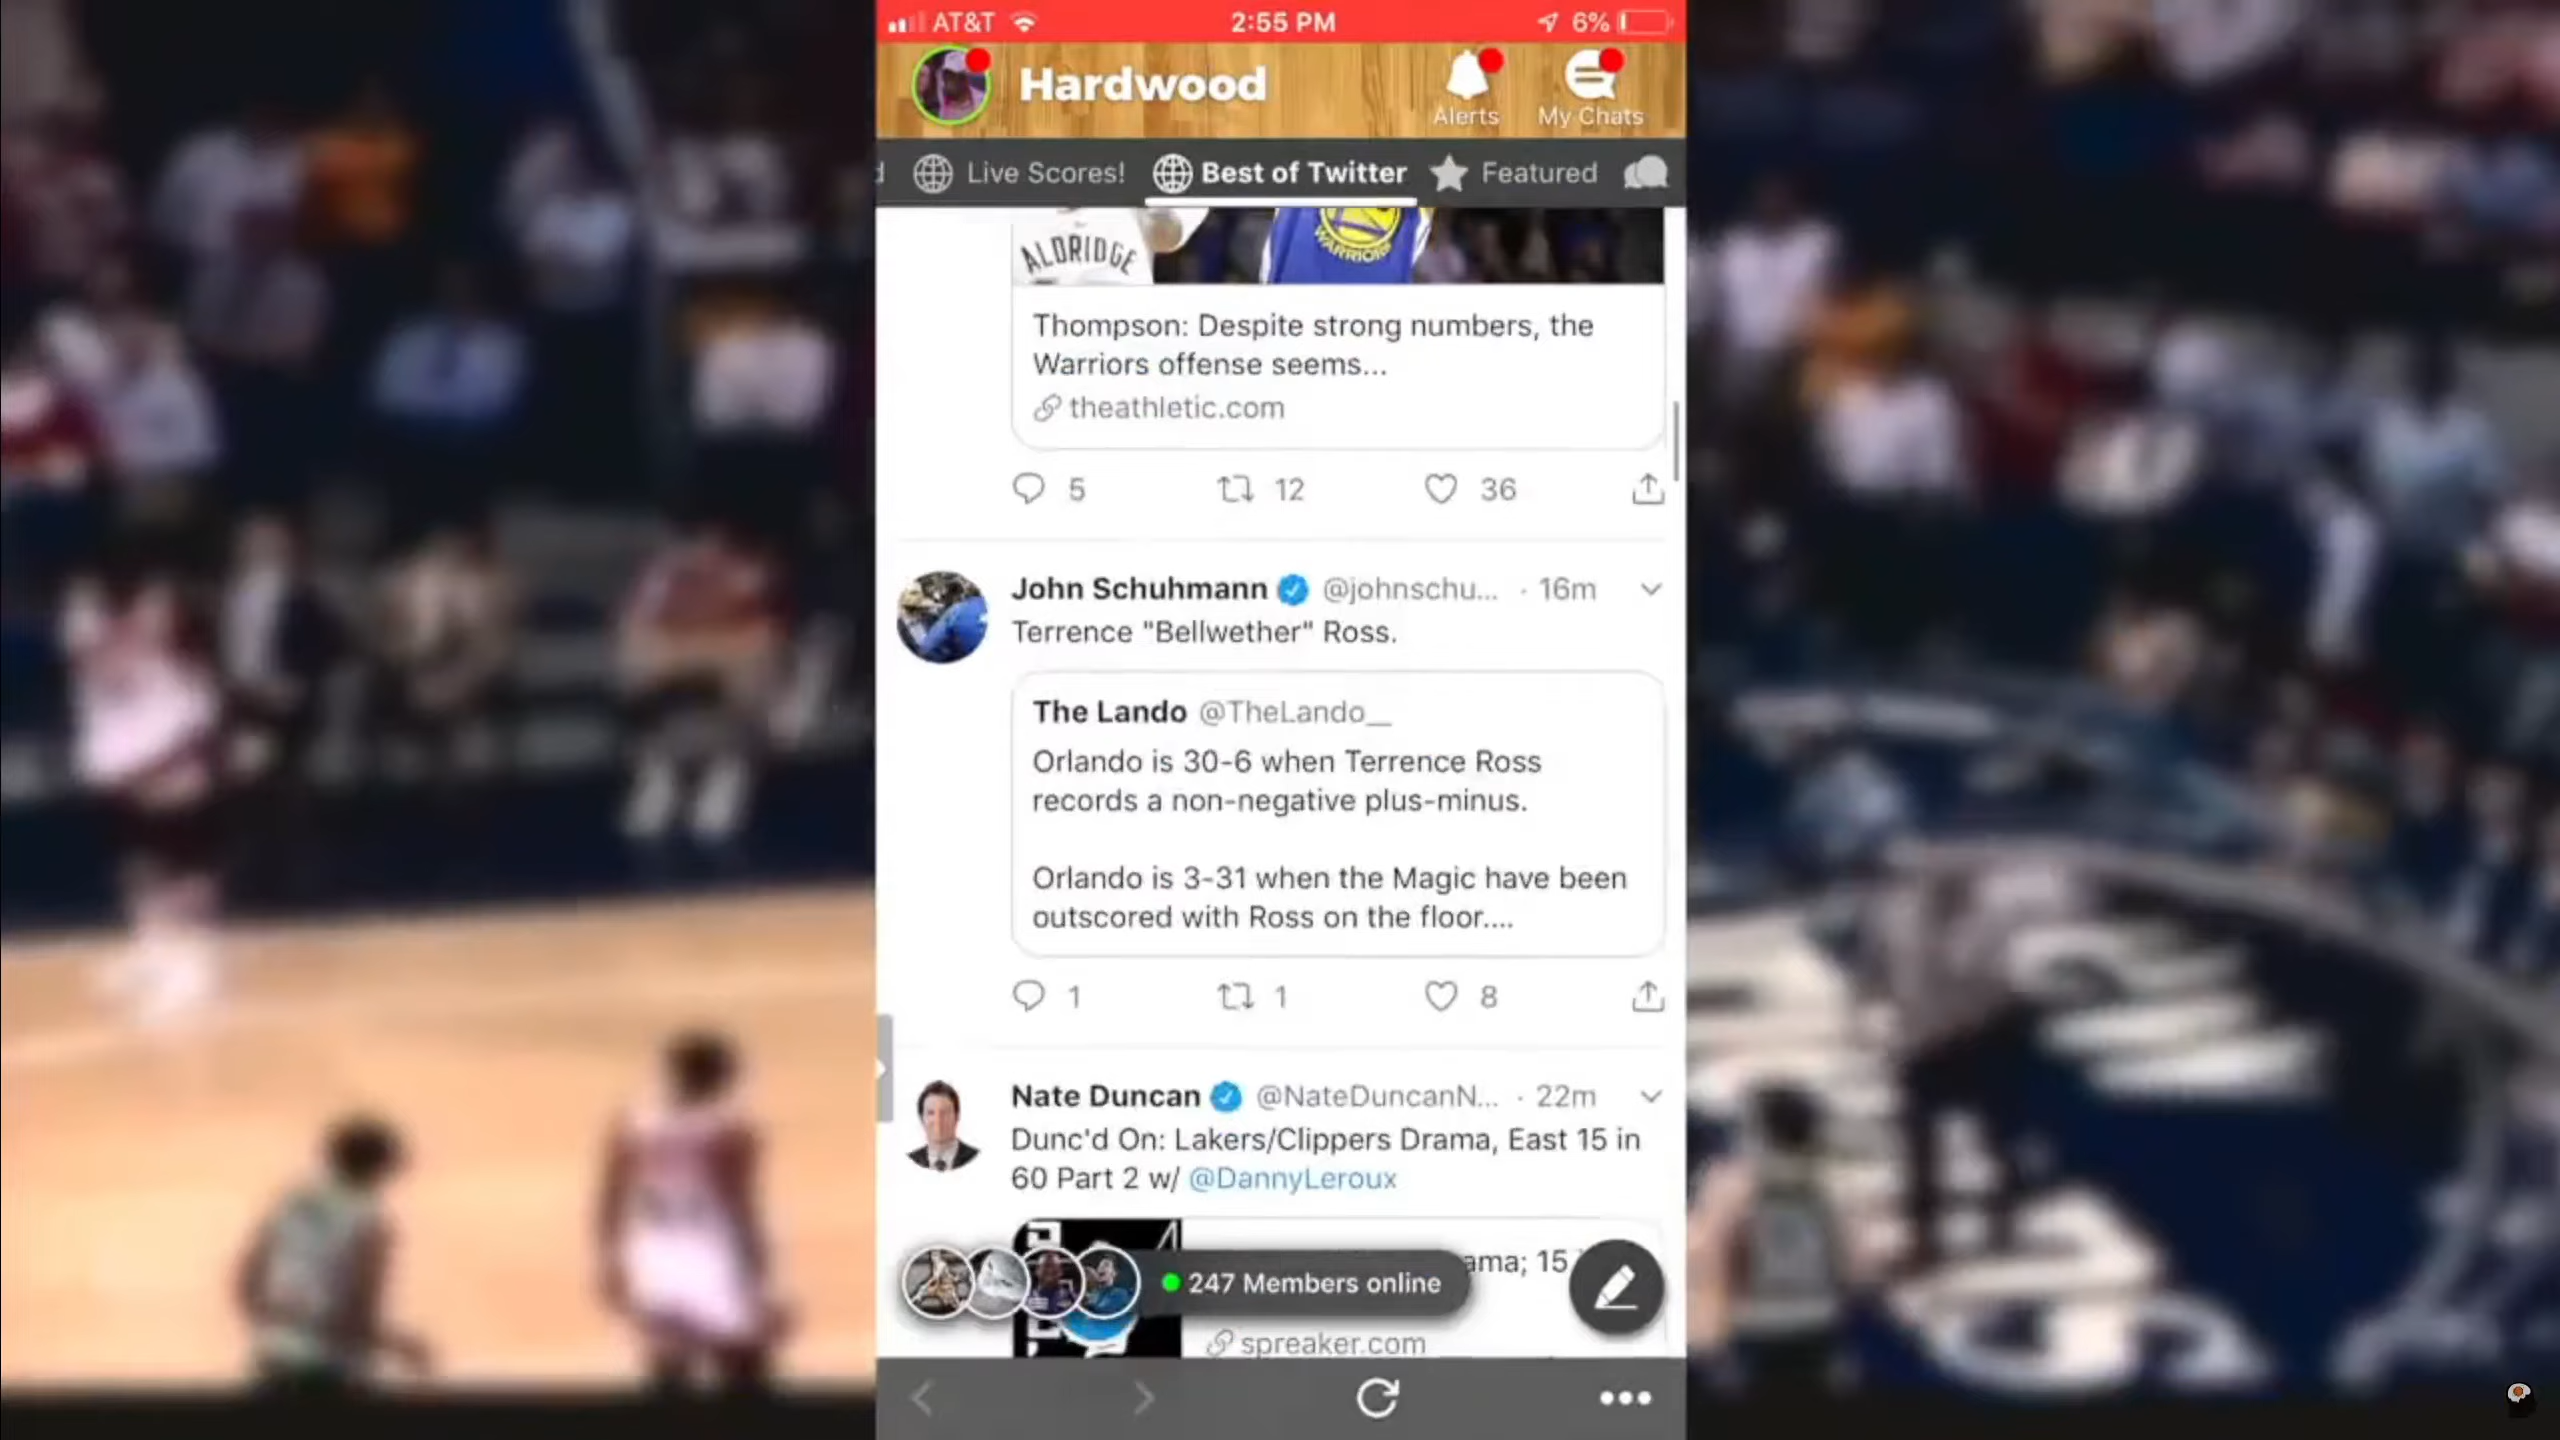 AT&T 2:55 PM 6%
Hardwood
Alerts
My Chats
Live Scores!
Best of Twitter
Featured
ALDRIDGE
WARRIORS
Thompson: Despite strong numbers, the
Warriors offense seems...
theathletic.com
5 12 36
John Schuhmann @johnschu... · 16m
Terrence "Bellwether" Ross.
The Lando @TheLando__
Orlando is 30-6 when Terrence Ross
records a non-negative plus-minus.
Orlando is 3-31 when the Magic have been
outscored with Ross on the floor....
1 1 8
Nate Duncan @NateDuncanN... · 22m
Dunc'd On: Lakers/Clippers Drama, East 15 in
60 Part 2 w/ @DannyLeroux
ama; 15
247 Members online
spreaker.com